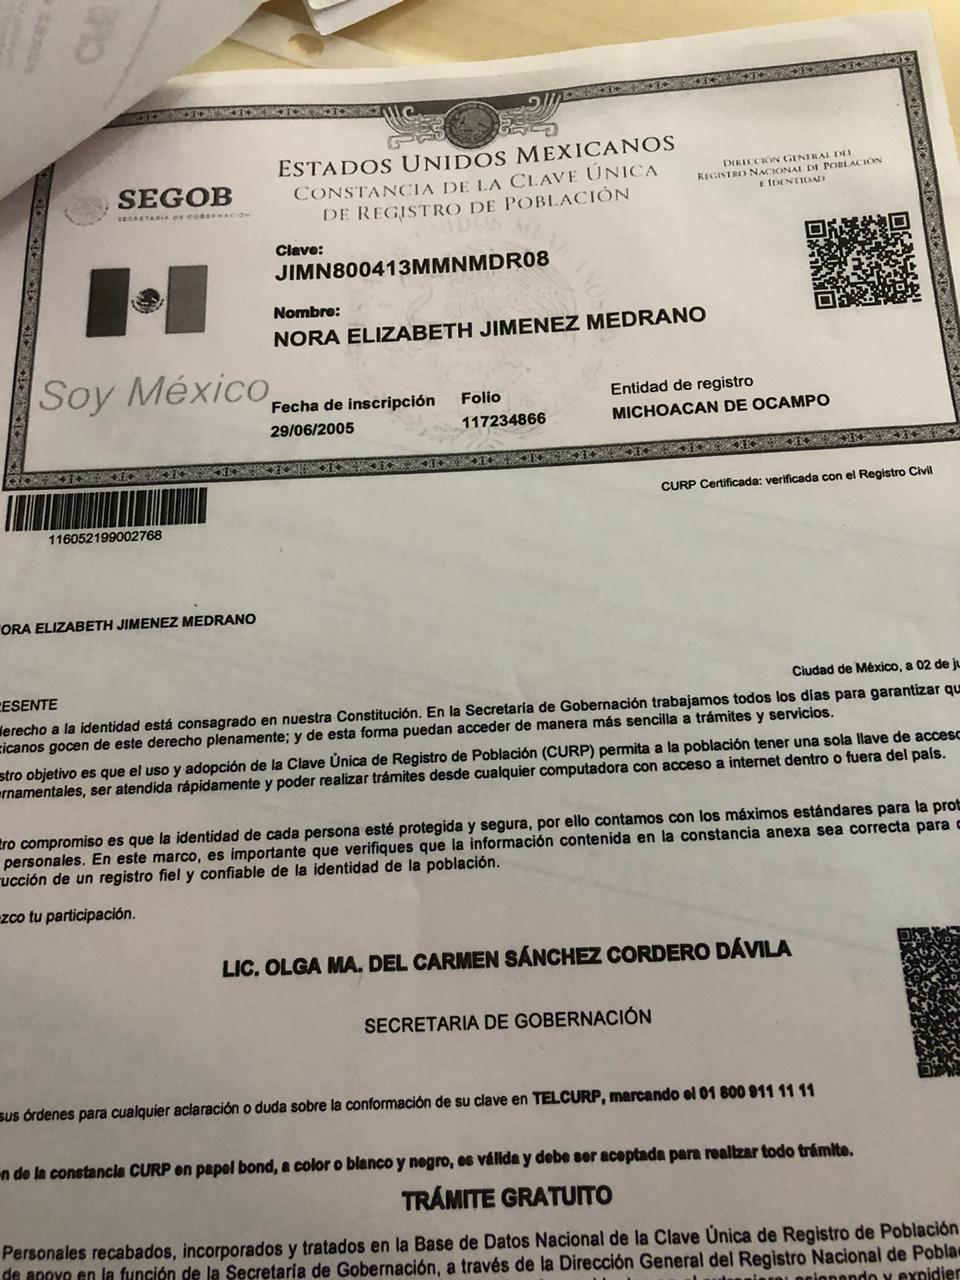 ESTADOS UNIDOS MEXICANOS
CONSTANCIA DE LA CLAVE ÚNICA
DE REGISTRO DE POBLACIÓN
DIRECCIÓN GENERAL DEL
REGISTRO NACIONAL DE POBLACIÓN
E IDENTIDAD
SEGOB
SECRETARÍA DE GOBERNACIÓN
Clave:
JIMN800413MMNMDR08
Nombre:
NORA ELIZABETH JIMENEZ MEDRANO
Soy México
Fecha de inscripción
29/06/2005
Folio
117234866
Entidad de registro
MICHOACAN DE OCAMPO
CURP Certificada: verificada con el Registro Civil
116052199002768
ORA ELIZABETH JIMENEZ MEDRANO
Ciudad de México, a 02 de ju
RESENTE
derecho a la identidad está consagrado en nuestra Constitución. En la Secretaría de Gobernación trabajamos todos los días para garantizar qu
xicanos gocen de este derecho plenamente; y de esta forma puedan acceder de manera más sencilla a trámites y servicios.
stro objetivo es que el uso y adopción de la Clave Única de Registro de Población (CURP) permita a la población tener una sola llave de acceso
ernamentales, ser atendida rápidamente y poder realizar trámites desde cualquier computadora con acceso a internet dentro o fuera del país.
tro compromiso es que la identidad de cada persona esté protegida y segura, por ello contamos con los máximos estándares para la prot
personales. En este marco, es importante que verifiques que la información contenida en la constancia anexa sea correcta para c
rucción de un registro fiel y confiable de la identidad de la población.
ezco tu participación.
LIC. OLGA MA. DEL CARMEN SÁNCHEZ CORDERO DÁVILA
SECRETARIA DE GOBERNACIÓN
sus órdenes para cualquier aclaración o duda sobre la conformación de su clave en TELCURP, marcando el 01 800 911 11 11
n de la constancia CURP en papel bond, a color o blanco y negro, es válida y debe ser aceptada para realizar todo trámite.
TRÁMITE GRATUITO
Personales recabados, incorporados y tratados en la Base de Datos Nacional de la Clave Única de Registro de Población
de apoyo en la función de la Secretaría de Gobernación, a través de la Dirección General del Registro Nacional de Pobla